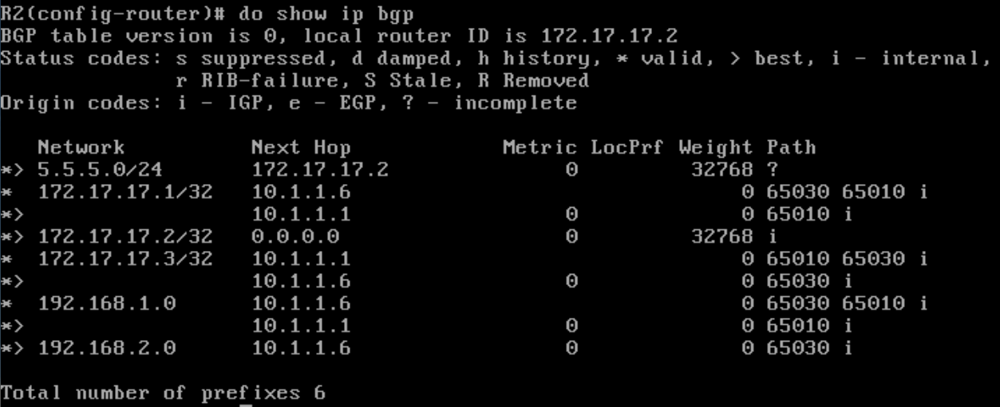 R2(config-router)# do show ip bgp
BGP table version is 0, local router ID is 172.17.17.2
Status codes: s suppressed, d damped, h history, * valid, > best, i - internal,
              r RIB-failure, S Stale, R Removed
Origin codes: i - IGP, e - EGP, ? - incomplete

   Network          Next Hop            Metric LocPrf Weight Path
*> 5.5.5.0/24       172.17.17.2              0         32768 ?
*  172.17.17.1/32   10.1.1.6                               0 65030 65010 i
*>                  10.1.1.1                 0             0 65010 i
*> 172.17.17.2/32   0.0.0.0                  0         32768 i
*  172.17.17.3/32   10.1.1.1                               0 65010 65030 i
*>                  10.1.1.6                 0             0 65030 i
*  192.168.1.0      10.1.1.6                               0 65030 65010 i
*>                  10.1.1.1                 0             0 65010 i
*> 192.168.2.0      10.1.1.6                 0             0 65030 i

Total number of prefixes 6